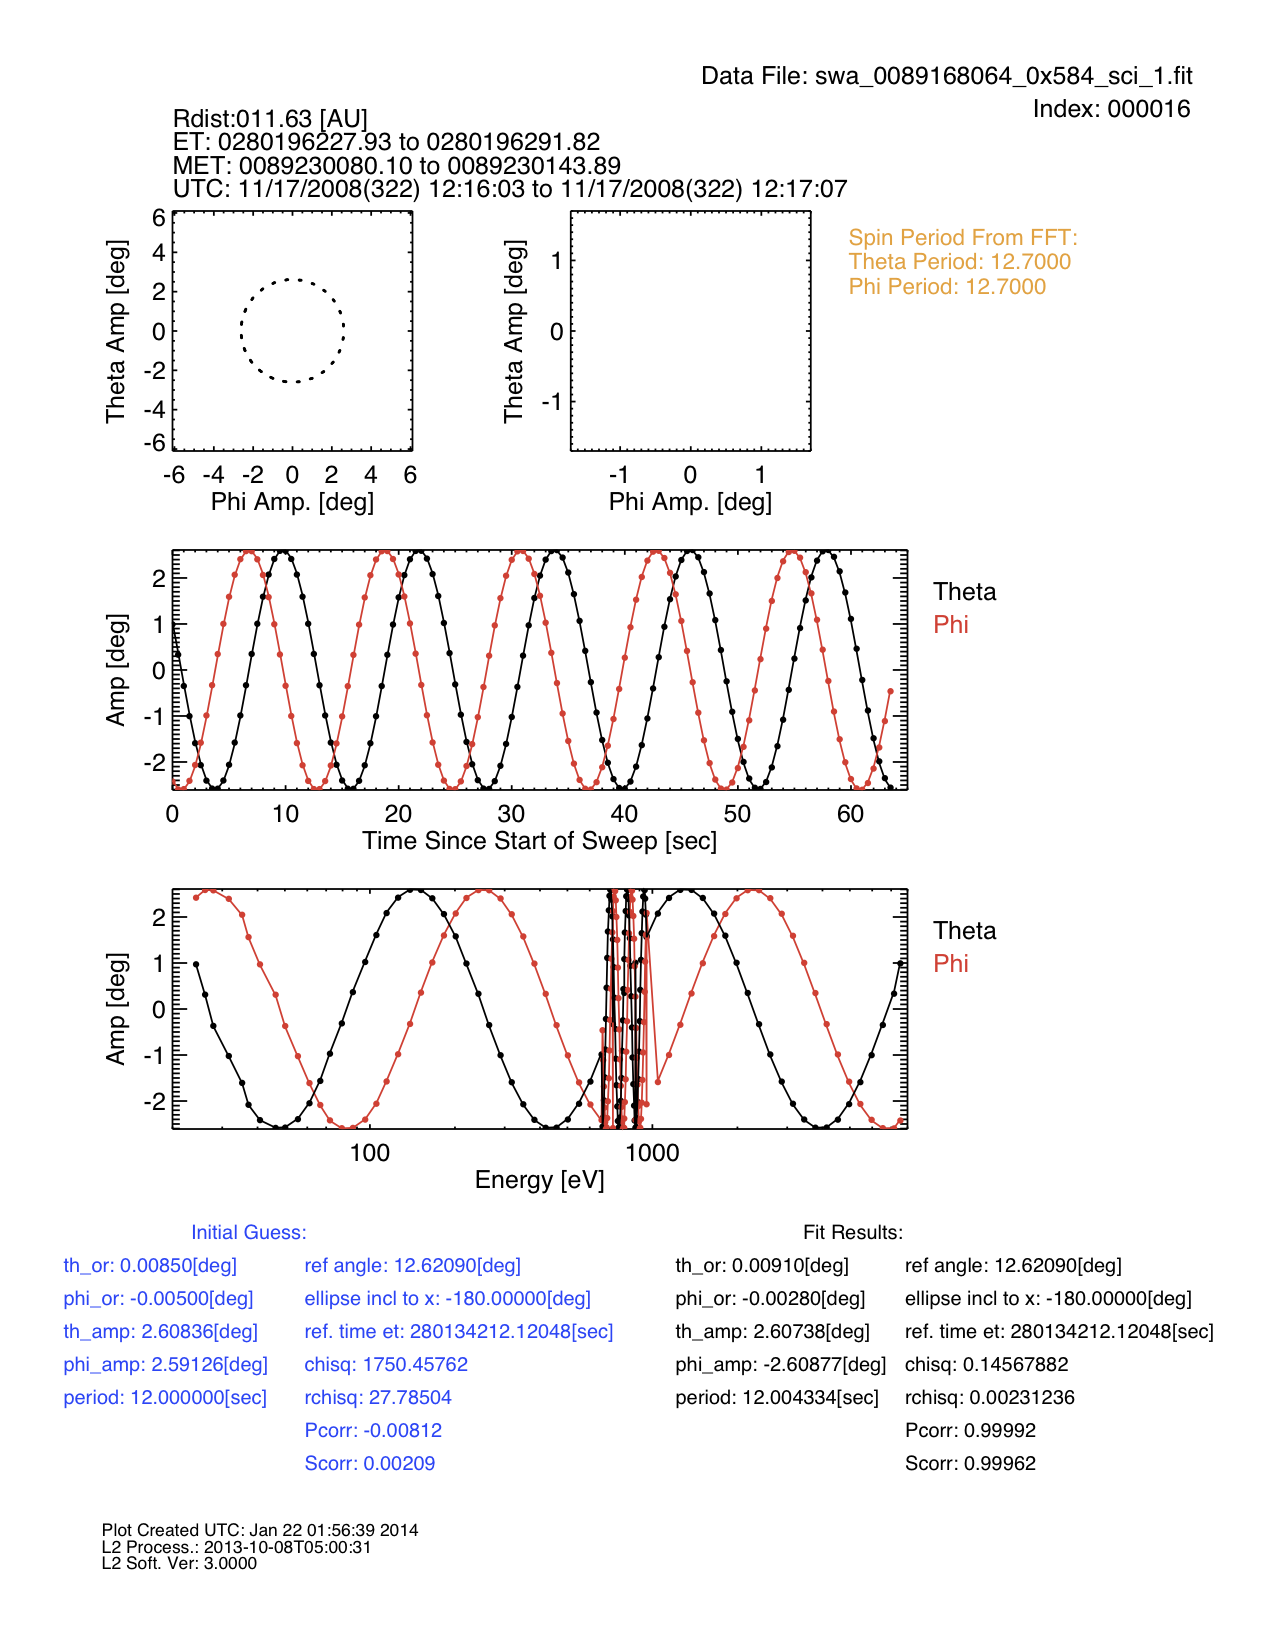 Data File: swa_0089168064_0x584_sci_1.fit
Index: 000016
Rdist:011.63 [AU]
ET: 0280196227.93 to 0280196291.82
MET: 0089230080.10 to 0089230143.89
UTC: 11/17/2008(322) 12:16:03 to 11/17/2008(322) 12:17:07
6
4
2
0
-2
-4
-6
Theta Amp [deg]
-6 -4 -2 0 2 4 6
Phi Amp. [deg]
1
0
-1
Theta Amp [deg]
-1 0 1
Phi Amp. [deg]
Spin Period From FFT:
Theta Period: 12.7000
Phi Period: 12.7000
2
1
0
-1
-2
Amp [deg]
0 10 20 30 40 50 60
Time Since Start of Sweep [sec]
Theta
Phi
2
1
0
-1
-2
Amp [deg]
100 1000
Energy [eV]
Theta
Phi
Initial Guess:
th_or: 0.00850[deg] ref angle: 12.62090[deg]
phi_or: -0.00500[deg] ellipse incl to x: -180.00000[deg]
th_amp: 2.60836[deg] ref. time et: 280134212.12048[sec]
phi_amp: 2.59126[deg] chisq: 1750.45762
period: 12.000000[sec] rchisq: 27.78504
Pcorr: -0.00812
Scorr: 0.00209
Fit Results:
th_or: 0.00910[deg] ref angle: 12.62090[deg]
phi_or: -0.00280[deg] ellipse incl to x: -180.00000[deg]
th_amp: 2.60738[deg] ref. time et: 280134212.12048[sec]
phi_amp: -2.60877[deg] chisq: 0.14567882
period: 12.004334[sec] rchisq: 0.00231236
Pcorr: 0.99992
Scorr: 0.99962
Plot Created UTC: Jan 22 01:56:39 2014
L2 Process.: 2013-10-08T05:00:31
L2 Soft. Ver: 3.0000